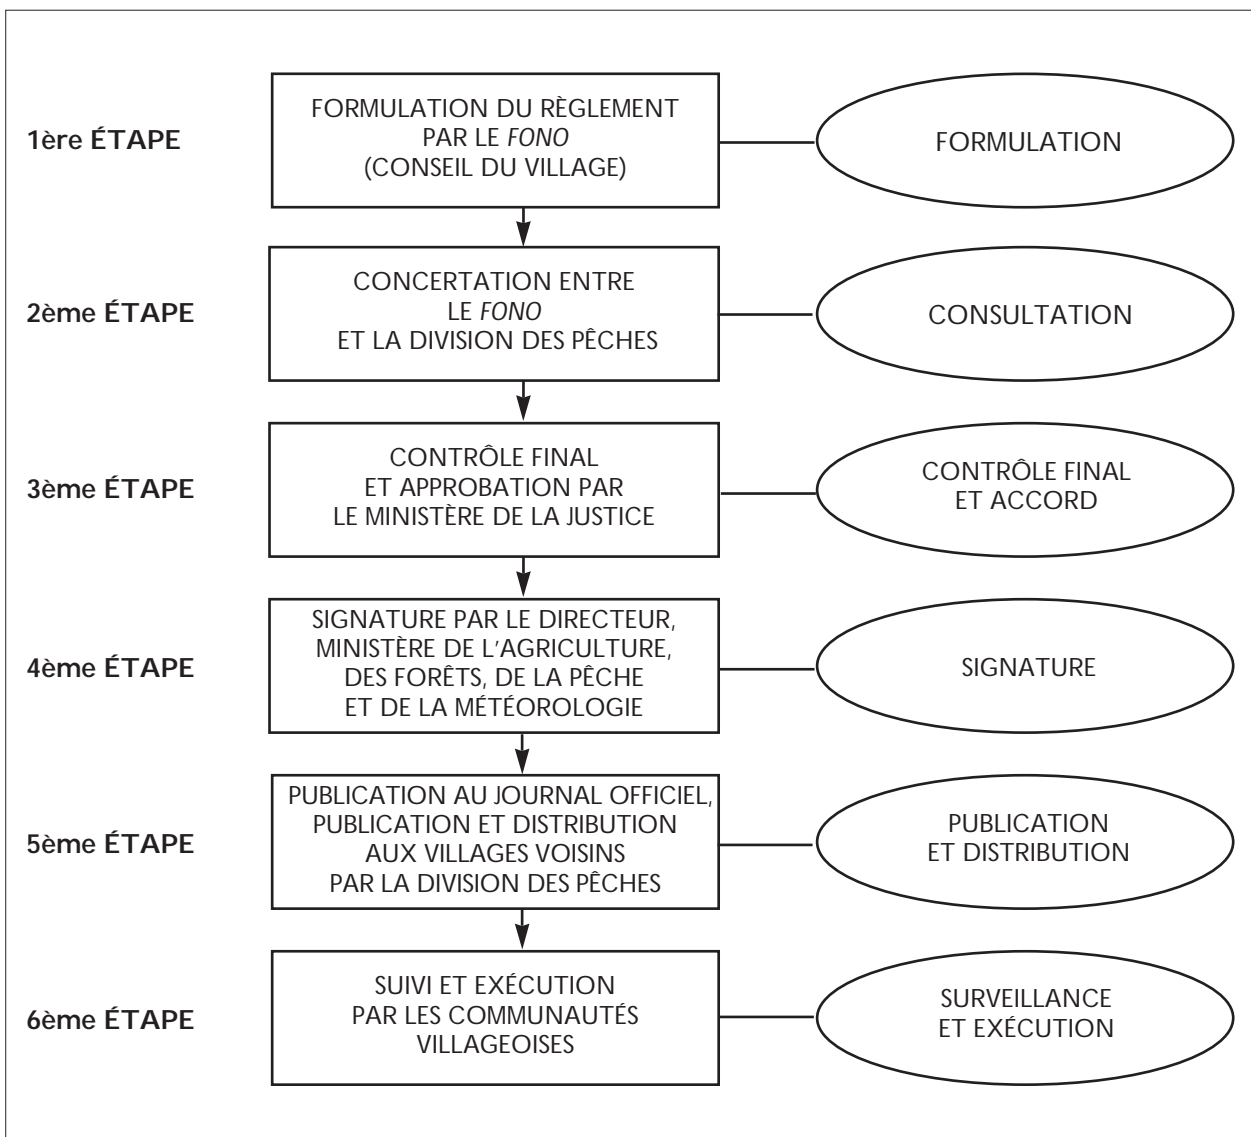 1ère ÉTAPE
FORMULATION DU RÈGLEMENT
PAR LE FONO
(CONSEIL DU VILLAGE)
FORMULATION
2ème ÉTAPE
CONCERTATION ENTRE
LE FONO
ET LA DIVISION DES PÊCHES
CONSULTATION
3ème ÉTAPE
CONTRÔLE FINAL
ET APPROBATION PAR
LE MINISTÈRE DE LA JUSTICE
CONTRÔLE FINAL
ET ACCORD
4ème ÉTAPE
SIGNATURE PAR LE DIRECTEUR,
MINISTÈRE DE L'AGRICULTURE,
DES FORÊTS, DE LA PÊCHE
ET DE LA MÉTÉOROLOGIE
SIGNATURE
5ème ÉTAPE
PUBLICATION AU JOURNAL OFFICIEL,
PUBLICATION ET DISTRIBUTION
AUX VILLAGES VOISINS
PAR LA DIVISION DES PÊCHES
PUBLICATION
ET DISTRIBUTION
6ème ÉTAPE
SUIVI ET EXÉCUTION
PAR LES COMMUNAUTÉS
VILLAGEOISES
SURVEILLANCE
ET EXÉCUTION